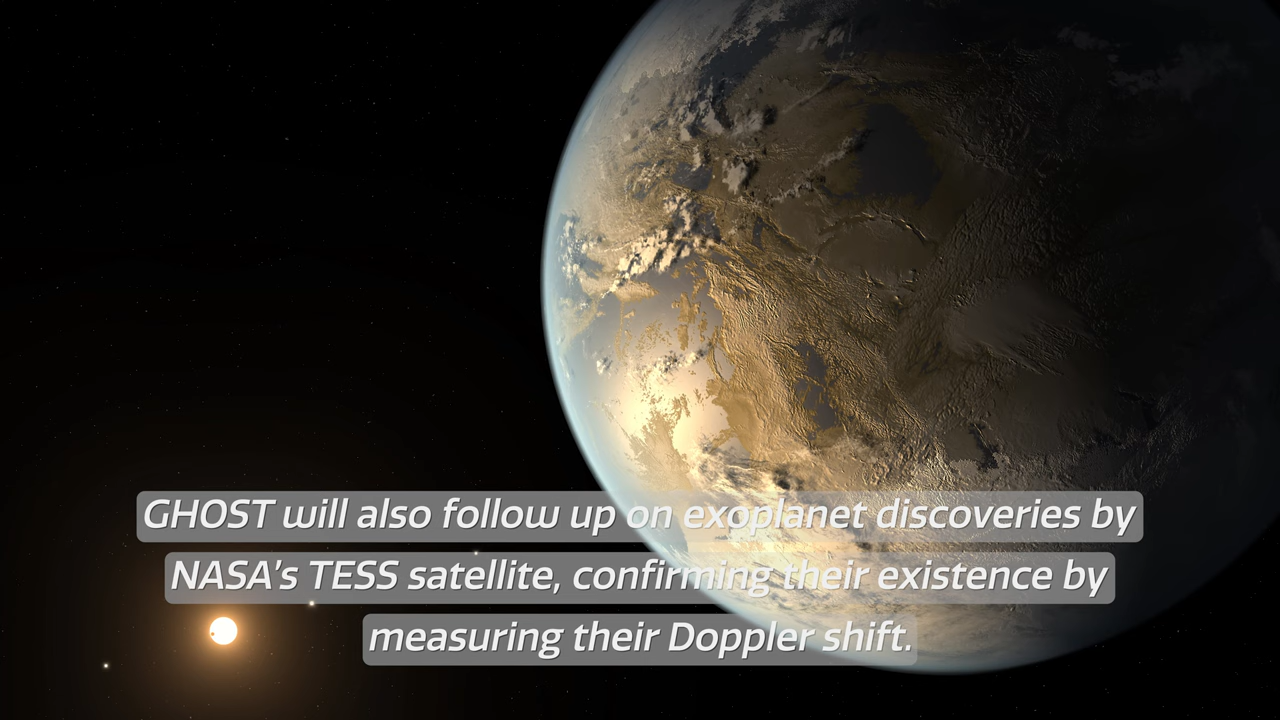 GHOST will also follow up on exoplanet discoveries by
NASA's TESS satellite, confirming their existence by
measuring their Doppler shift.